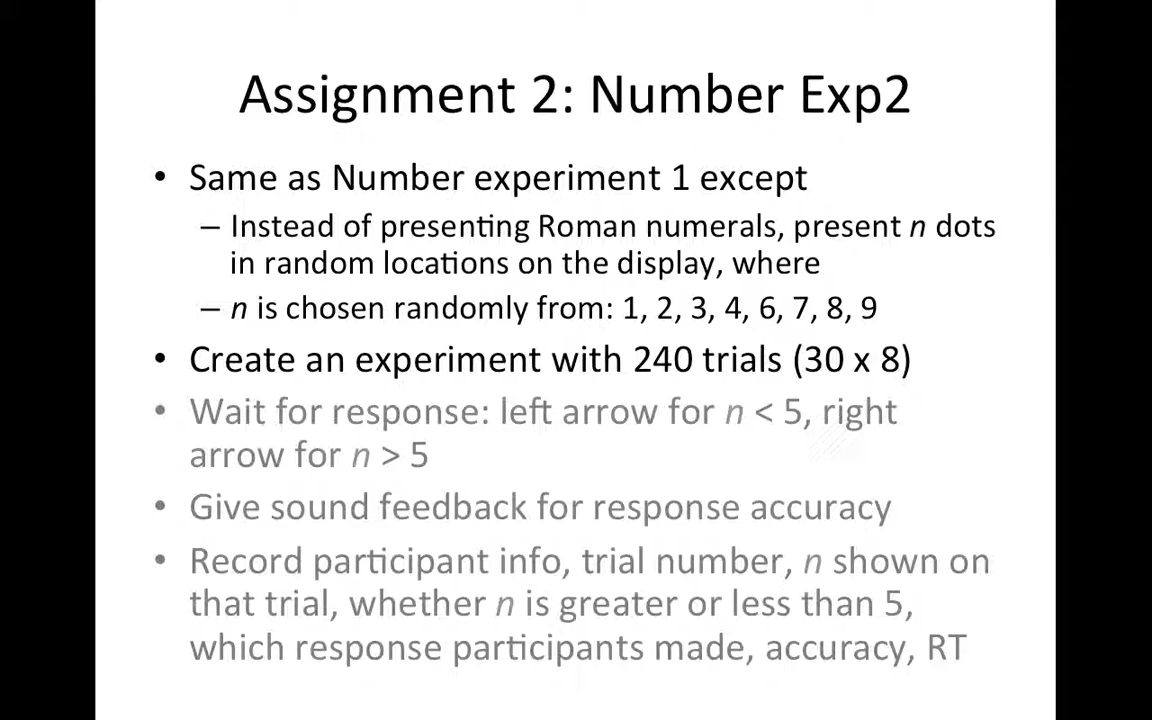 Assignment 2: Number Exp2
• Same as Number experiment 1 except
– Instead of presenting Roman numerals, present n dots
in random locations on the display, where
– n is chosen randomly from: 1, 2, 3, 4, 6, 7, 8, 9
• Create an experiment with 240 trials (30 x 8)
• Wait for response: left arrow for n < 5, right
arrow for n > 5
• Give sound feedback for response accuracy
• Record participant info, trial number, n shown on
that trial, whether n is greater or less than 5,
which response participants made, accuracy, RT